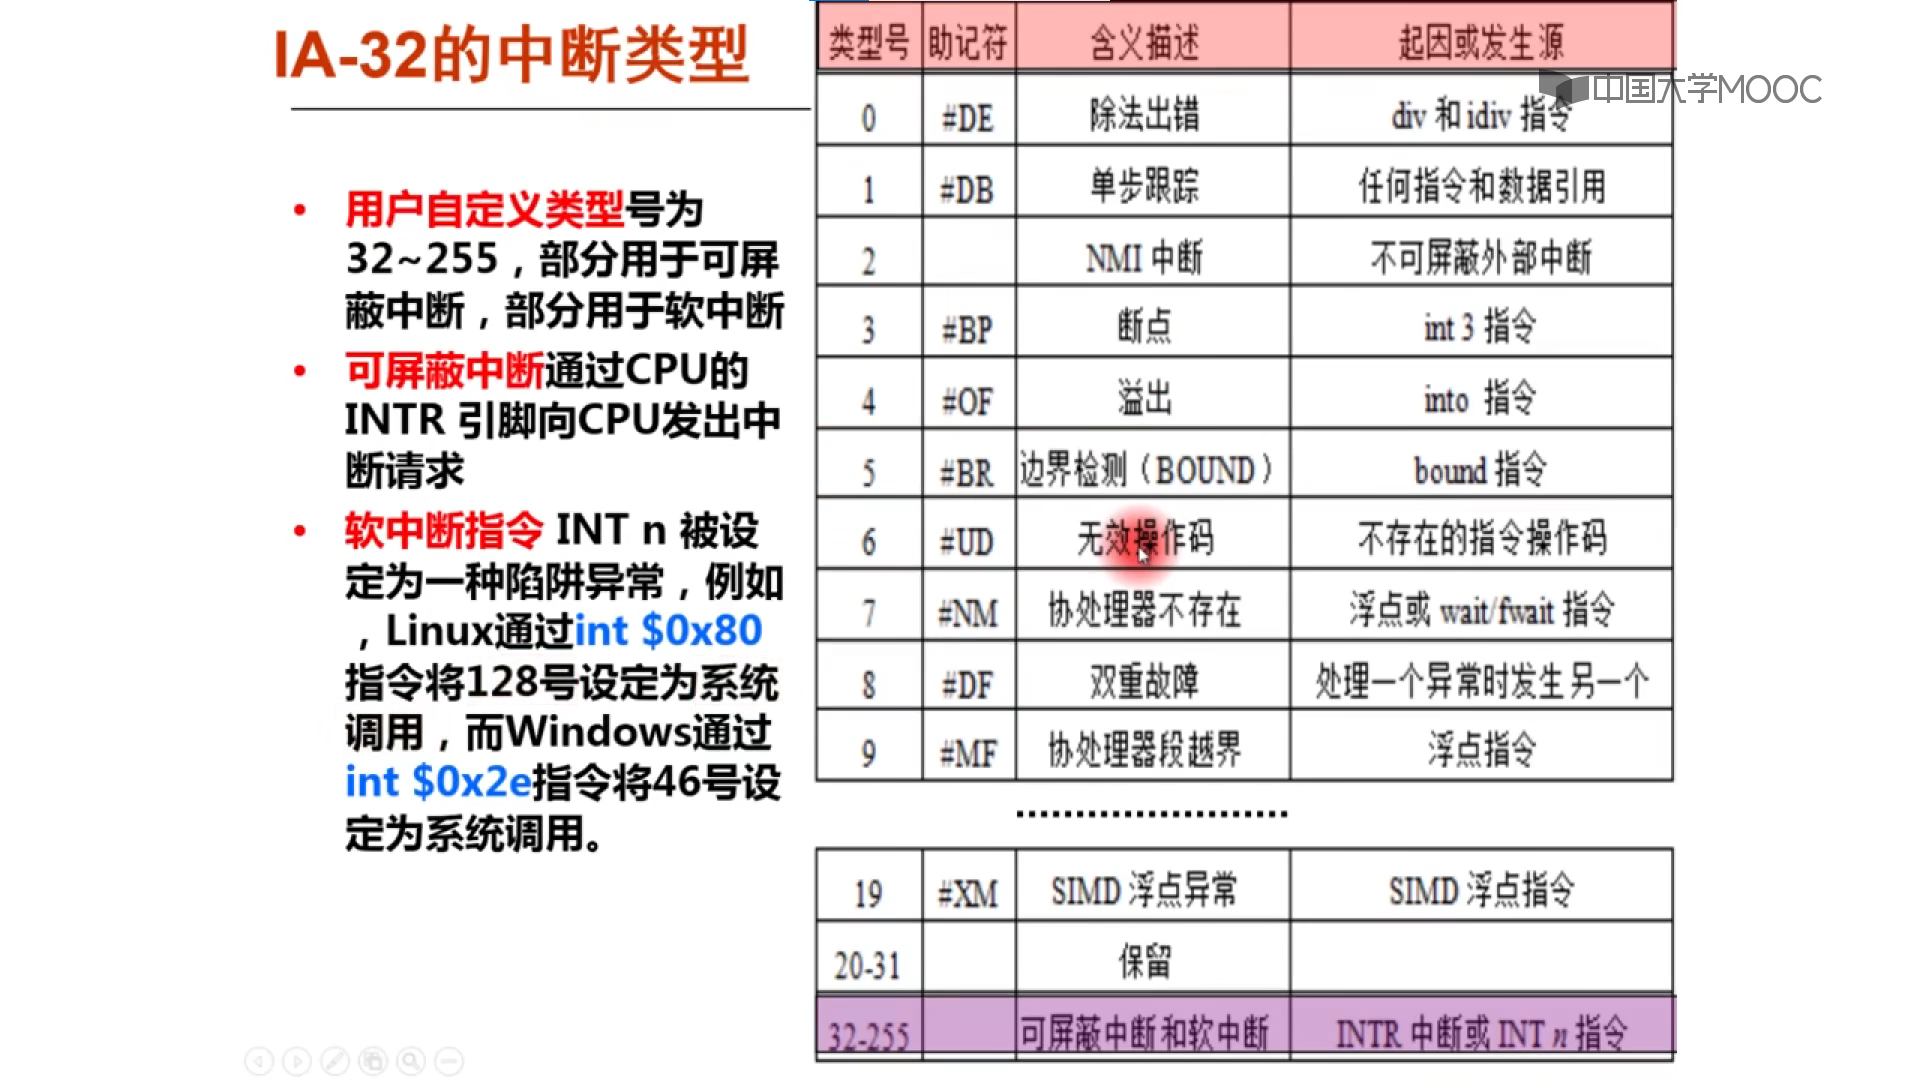 IA-32的中断类型
• 用户自定义类型号为
32~255，部分用于可屏
蔽中断，部分用于软中断
• 可屏蔽中断通过CPU的
INTR 引脚向CPU发出中
断请求
• 软中断指令 INT n 被设
定为一种陷阱异常，例如
，Linux通过int $0x80
指令将128号设定为系统
调用，而Windows通过
int $0x2e指令将46号设
定为系统调用。
类型号 助记符 含义描述 起因或发生源
中国大学MOOC
0 #DE 除法出错 div 和 idiv 指令
1 #DB 单步跟踪 任何指令和数据引用
2 NMI 中断 不可屏蔽外部中断
3 #BP 断点 int 3 指令
4 #OF 溢出 into 指令
5 #BR 边界检测（BOUND） bound 指令
6 #UD 无效操作码 不存在的指令操作码
7 #NM 协处理器不存在 浮点或 wait/fwait 指令
8 #DF 双重故障 处理一个异常时发生另一个
9 #MF 协处理器段越界 浮点指令
........................
19 #XM SIMD 浮点异常 SIMD 浮点指令
20-31 保留
32-255 可屏蔽中断和软中断 INTR 中断或 INT n 指令